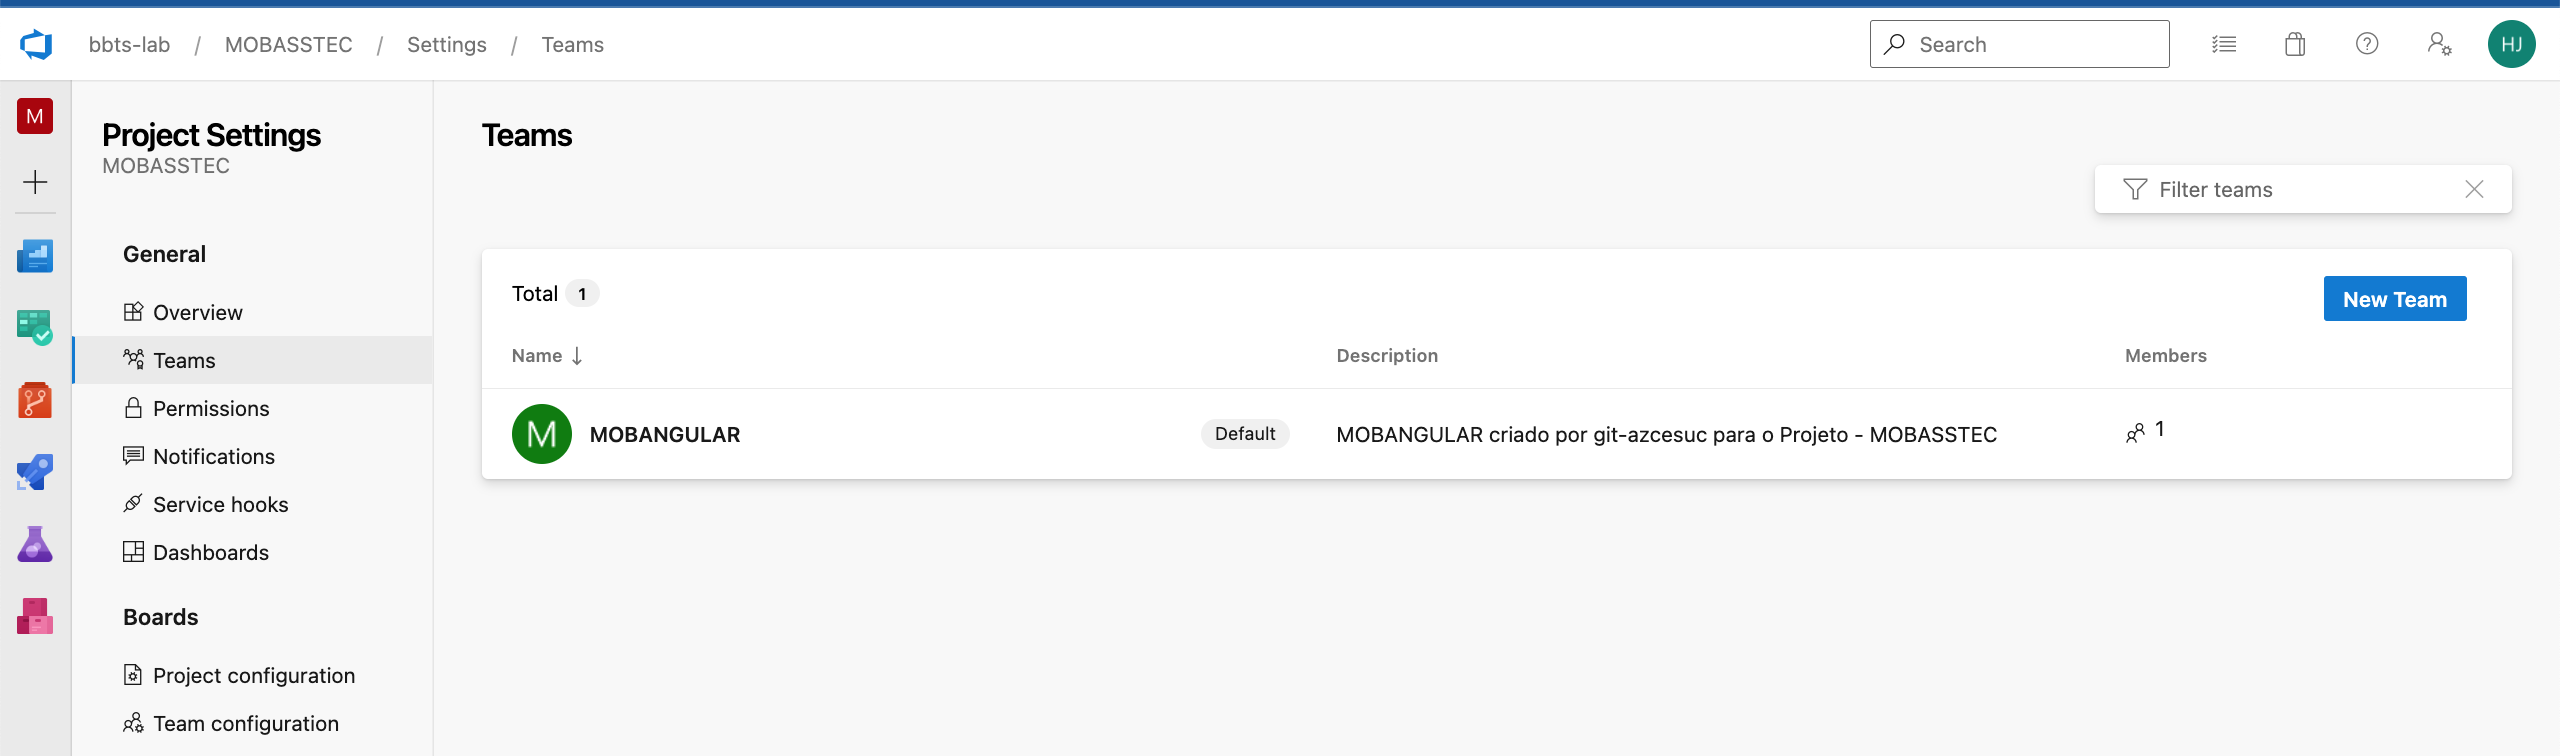 bbts-lab / MOBASSTEC / Settings / Teams
Search
HJ
M
Project Settings
MOBASSTEC
General
Overview
Teams
Permissions
Notifications
Service hooks
Dashboards
Boards
Project configuration
Team configuration
Teams
Filter teams
Total 1
New Team
Name Description Members
M MOBANGULAR Default MOBANGULAR criado por git-azcesuc para o Projeto - MOBASSTEC 1